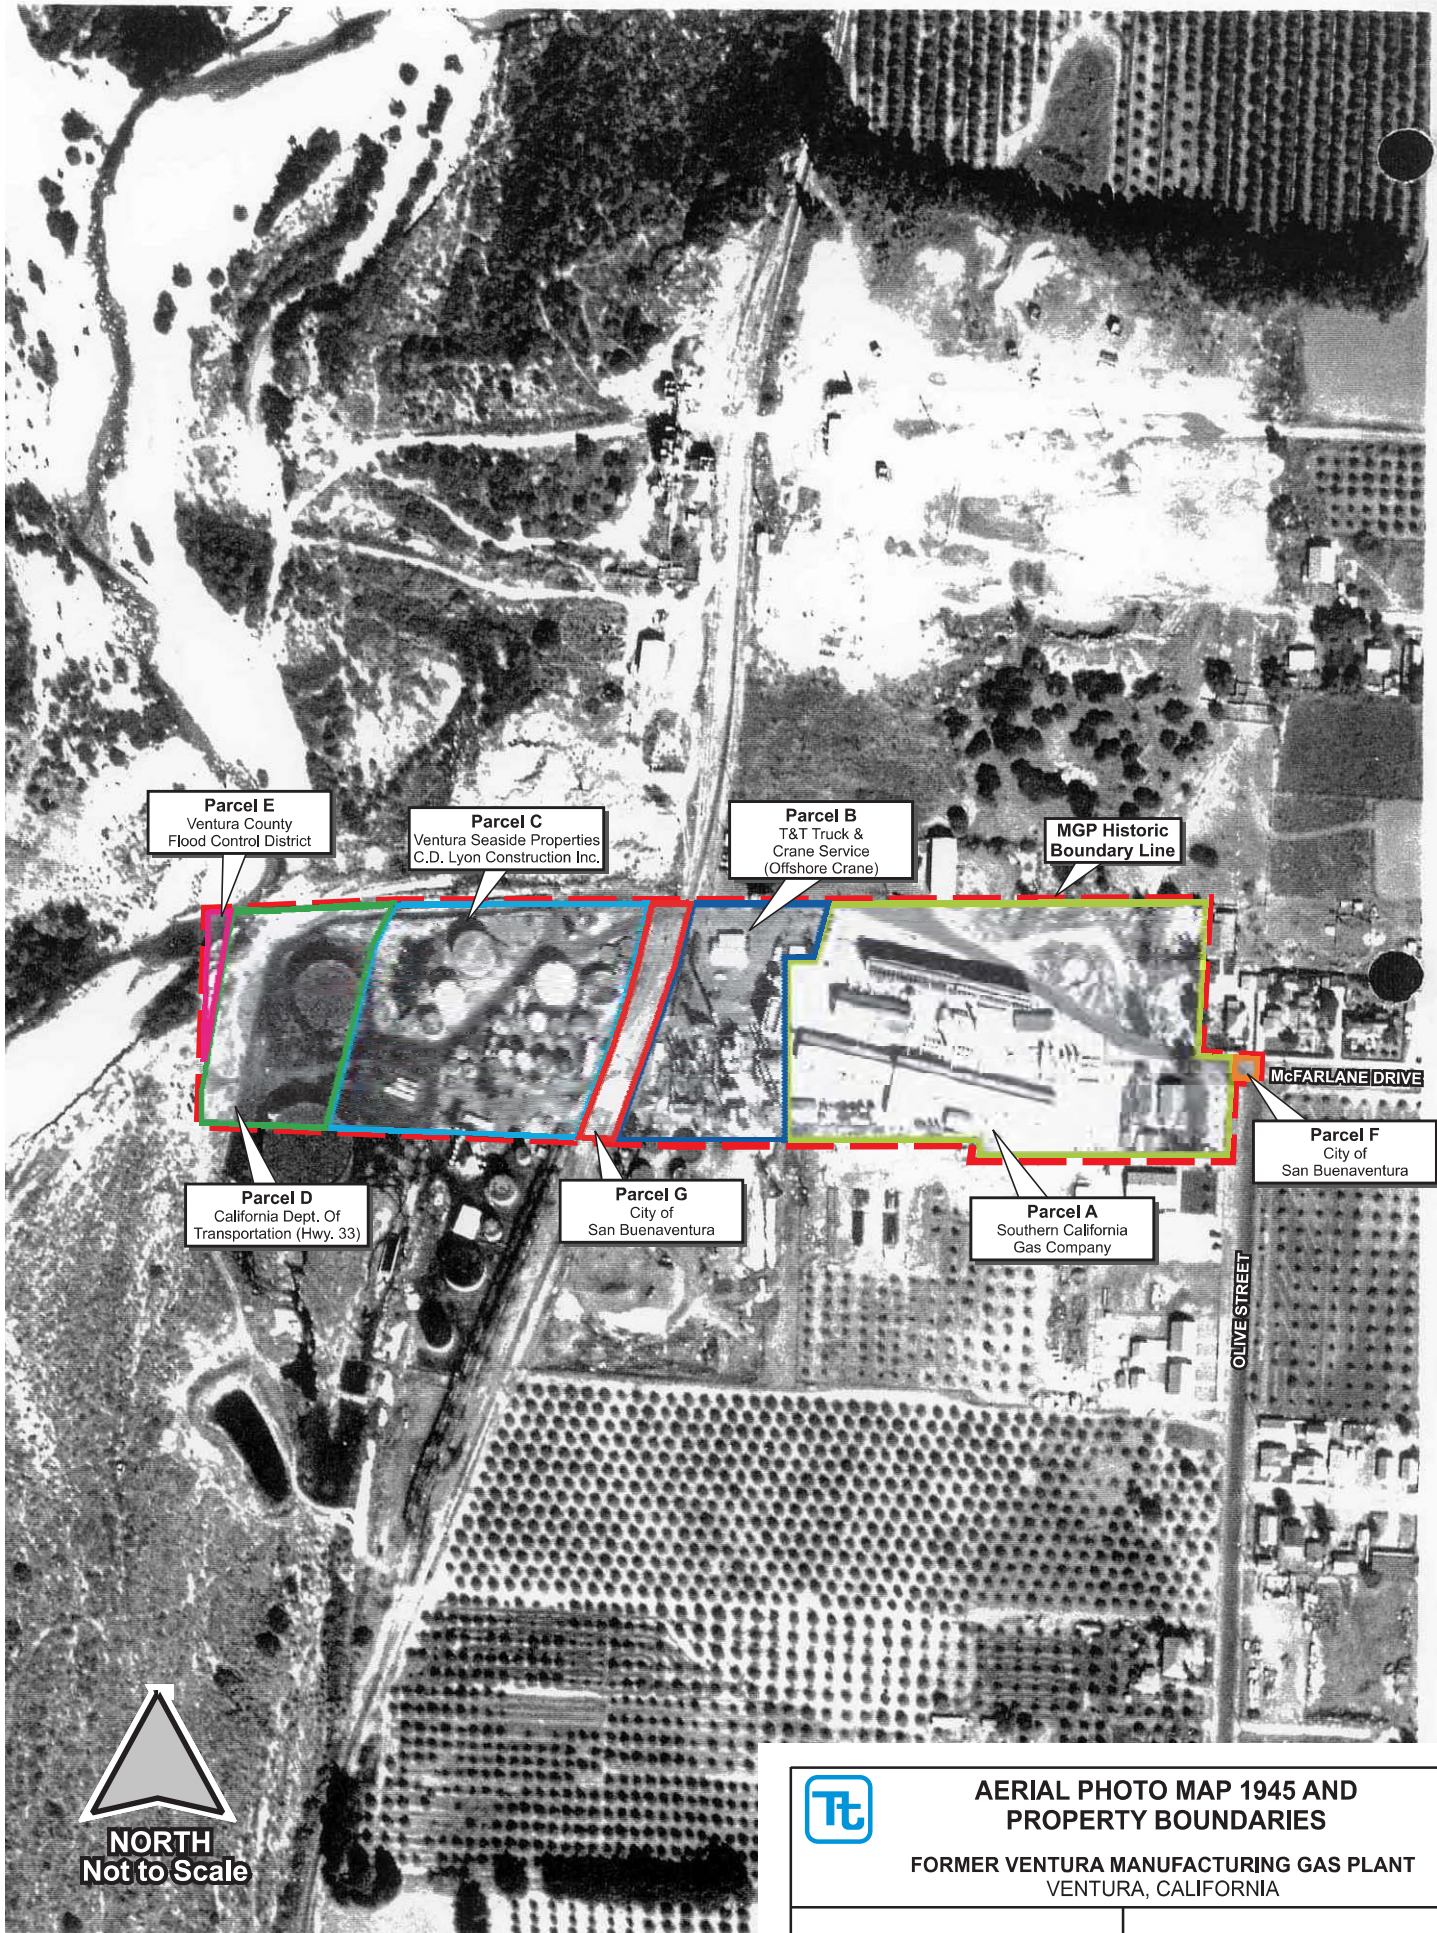 Parcel E
Ventura County
Flood Control District
Parcel C
Ventura Seaside Properties
C.D. Lyon Construction Inc.
Parcel B
T&T Truck &
Crane Service
(Offshore Crane)
MGP Historic
Boundary Line
McFARLANE DRIVE
Parcel F
City of
San Buenaventura
Parcel D
California Dept. Of
Transportation (Hwy. 33)
Parcel G
City of
San Buenaventura
Parcel A
Southern California
Gas Company
OLIVE STREET
NORTH
Not to Scale
Tt
AERIAL PHOTO MAP 1945 AND
PROPERTY BOUNDARIES
FORMER VENTURA MANUFACTURING GAS PLANT
VENTURA, CALIFORNIA